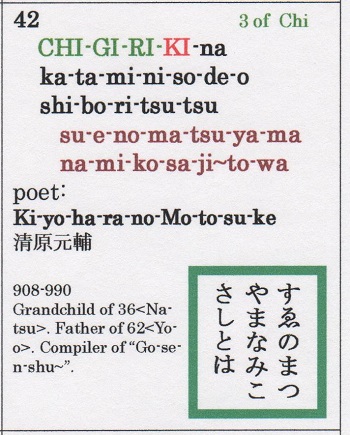 42
3 of Chi
CHI-GI-RI-KI-na
ka-ta-mi-ni-so-de-o
shi-bo-ri-tsu-tsu
su-e-no-ma-tsu-ya-ma
na-mi-ko-sa-ji~to-wa
poet:
Ki-yo-ha-ra-no-Mo-to-su-ke
清原元輔
908-990
Grandchild of 36<Na-
tsu>. Father of 62<Yo-
o>. Compiler of “Go-se-
n-shu~”.
すゑのまつ
やまなみこ
さしとは